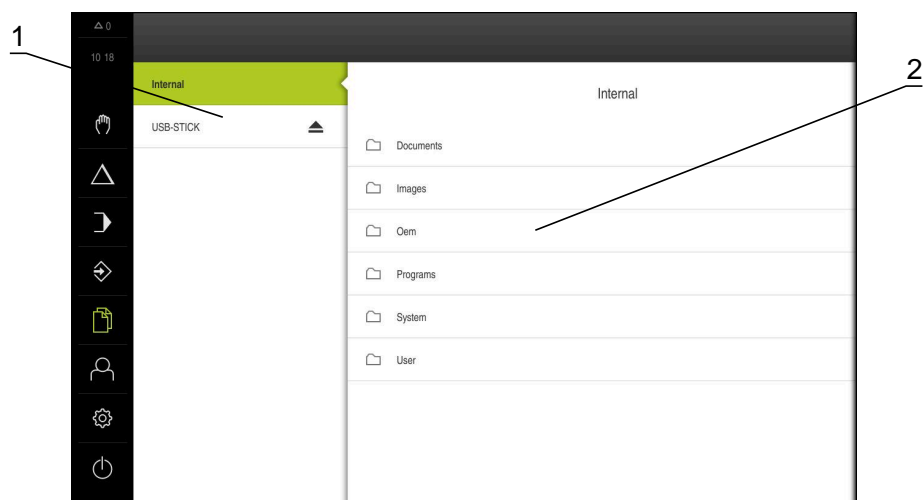 1
△ 0
10 18
2
Internal
USB-STICK
Internal
Documents
Images
Oem
Programs
System
User